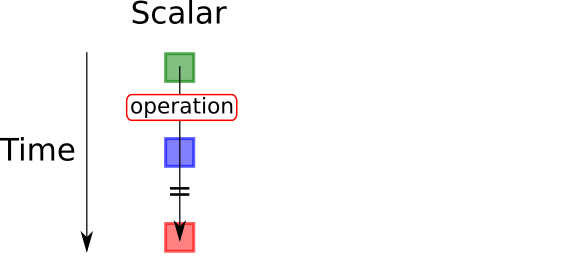 Scalar
operation
Time
=